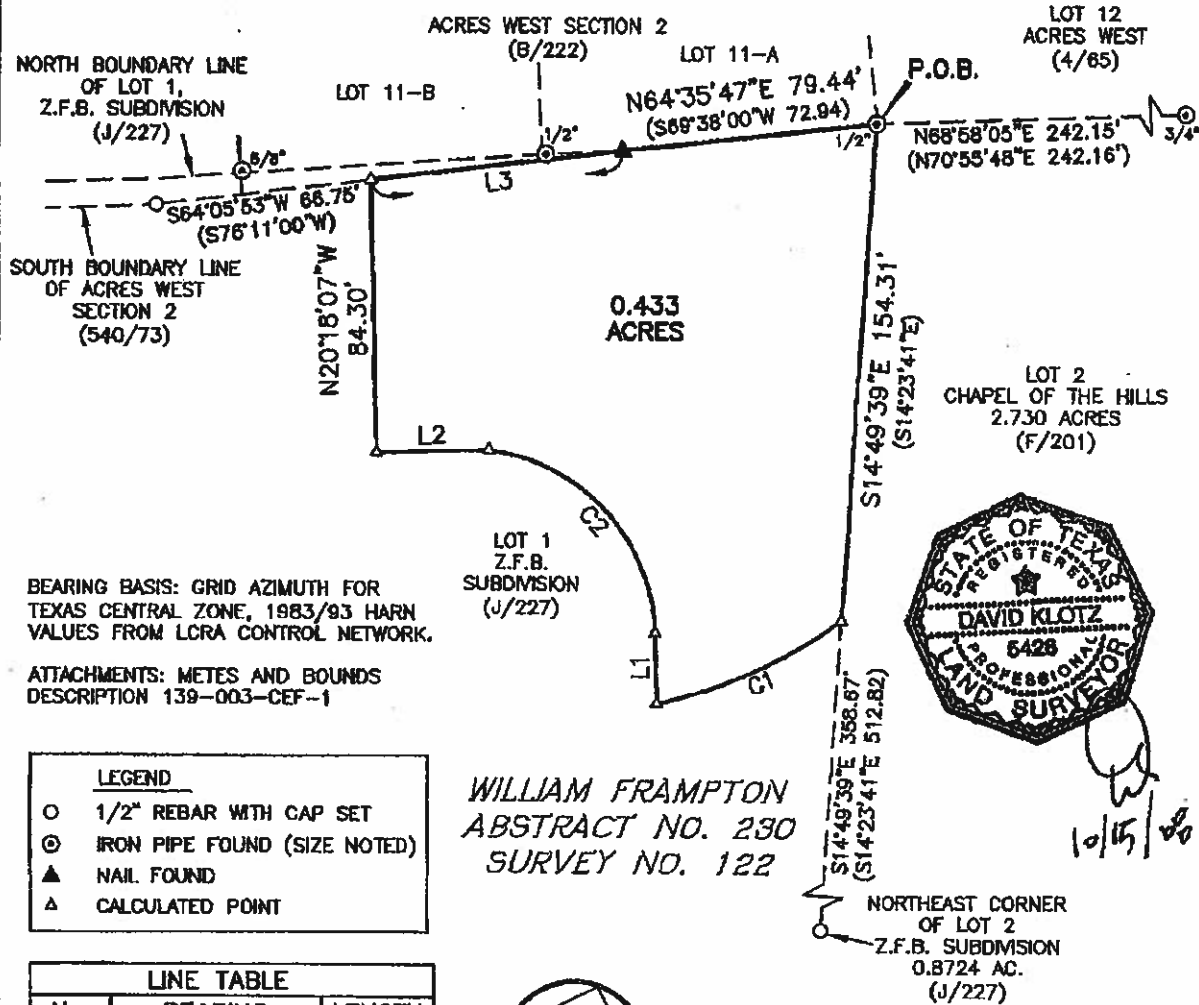 ACRES WEST SECTION 2
(B/222)
LOT 12
ACRES WEST
(4/65)
NORTH BOUNDARY LINE
OF LOT 1,
Z.F.B. SUBDIVISION
(J/227)
LOT 11-B
LOT 11-A
P.O.B.
N64°35'47"E 79.44'
(S69°38'00"W 72.94)
1/2"
1/2"
5/8"
3/4"
N68°58'05"E 242.15'
(N70°55'48"E 242.16')
L3
S64°05'53"W 66.75'
(S76°11'00"W)
SOUTH BOUNDARY LINE
OF ACRES WEST
SECTION 2
(540/73)
N20°18'07"W
84.30'
0.433
ACRES
S14°49'39"E 154.31'
(S14°23'41"E)
LOT 2
CHAPEL OF THE HILLS
2.730 ACRES
(F/201)
L2
C2
LOT 1
Z.F.B.
SUBDIVISION
(J/227)
L1
C1
STATE OF TEXAS
REGISTERED
DAVID KLOTZ
5428
PROFESSIONAL
LAND SURVEYOR
BEARING BASIS: GRID AZIMUTH FOR
TEXAS CENTRAL ZONE, 1983/93 HARN
VALUES FROM LCRA CONTROL NETWORK.
ATTACHMENTS: METES AND BOUNDS
DESCRIPTION 139-003-CEF-1
S14°49'39"E 358.67'
(S14°23'41"E 512.82)
LEGEND
1/2" REBAR WITH CAP SET
IRON PIPE FOUND (SIZE NOTED)
NAIL FOUND
CALCULATED POINT
WILLIAM FRAMPTON
ABSTRACT NO. 230
SURVEY NO. 122
NORTHEAST CORNER
OF LOT 2
Z.F.B. SUBDIVISION
0.8724 AC.
(J/227)
LINE TABLE